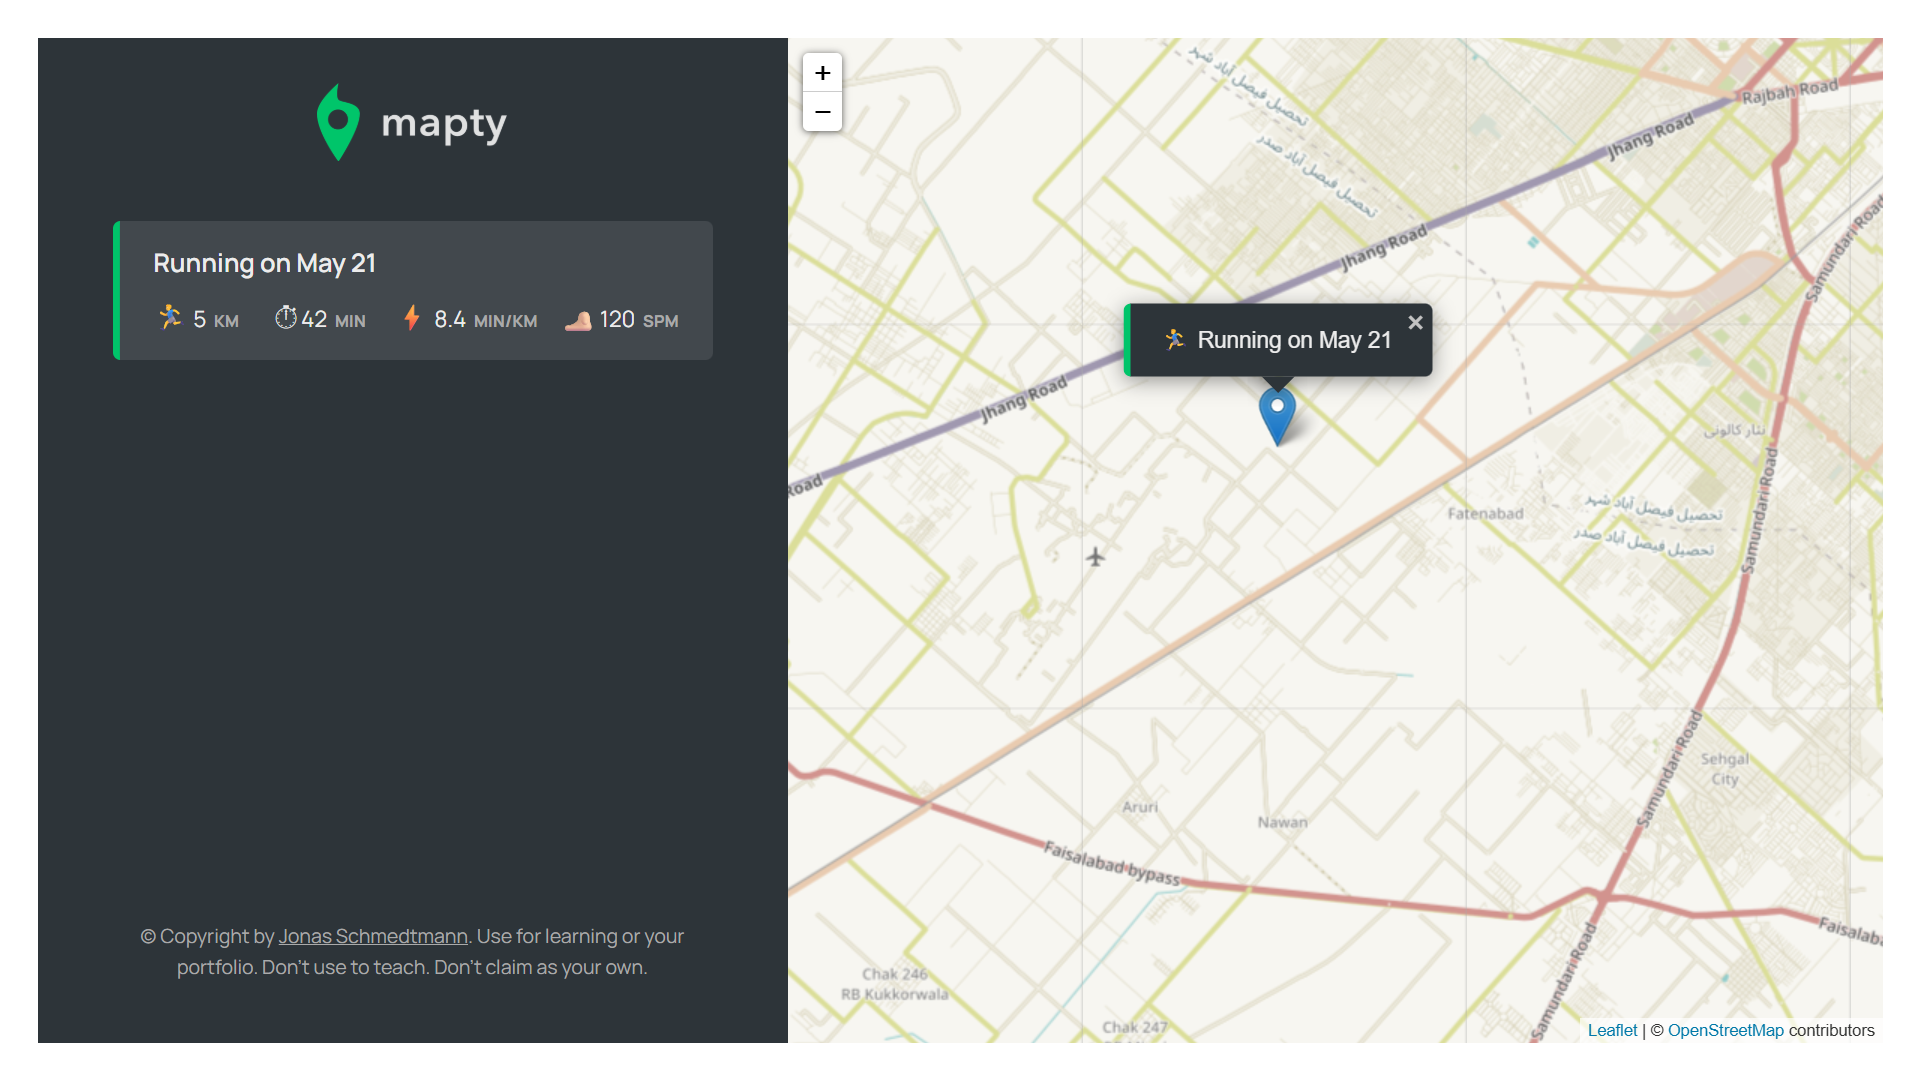 mapty
Running on May 21
5 KM
42 MIN
8.4 MIN/KM
120 SPM
© Copyright by Jonas Schmedtmann. Use for learning or your
portfolio. Don't use to teach. Don't claim as your own.
+
−
تحصیل فیصل آباد شہر
تحصیل فیصل آباد صدر
Rajbah Road
Jhang Road
Jhang Road
Samundari Road
Running on May 21
×
Jhang Road
Road
نثار کالونی
Samundari Road
Fatenabad
تحصیل فیصل آباد شہر
تحصیل فیصل آباد صدر
Samundari Road
Sehgal
City
Aruri
Nawan
Faisalabad bypass
Faisalaba
Samundari Road
Chak 246
RB Kukkorwala
Chak 247
Leaflet | © OpenStreetMap contributors